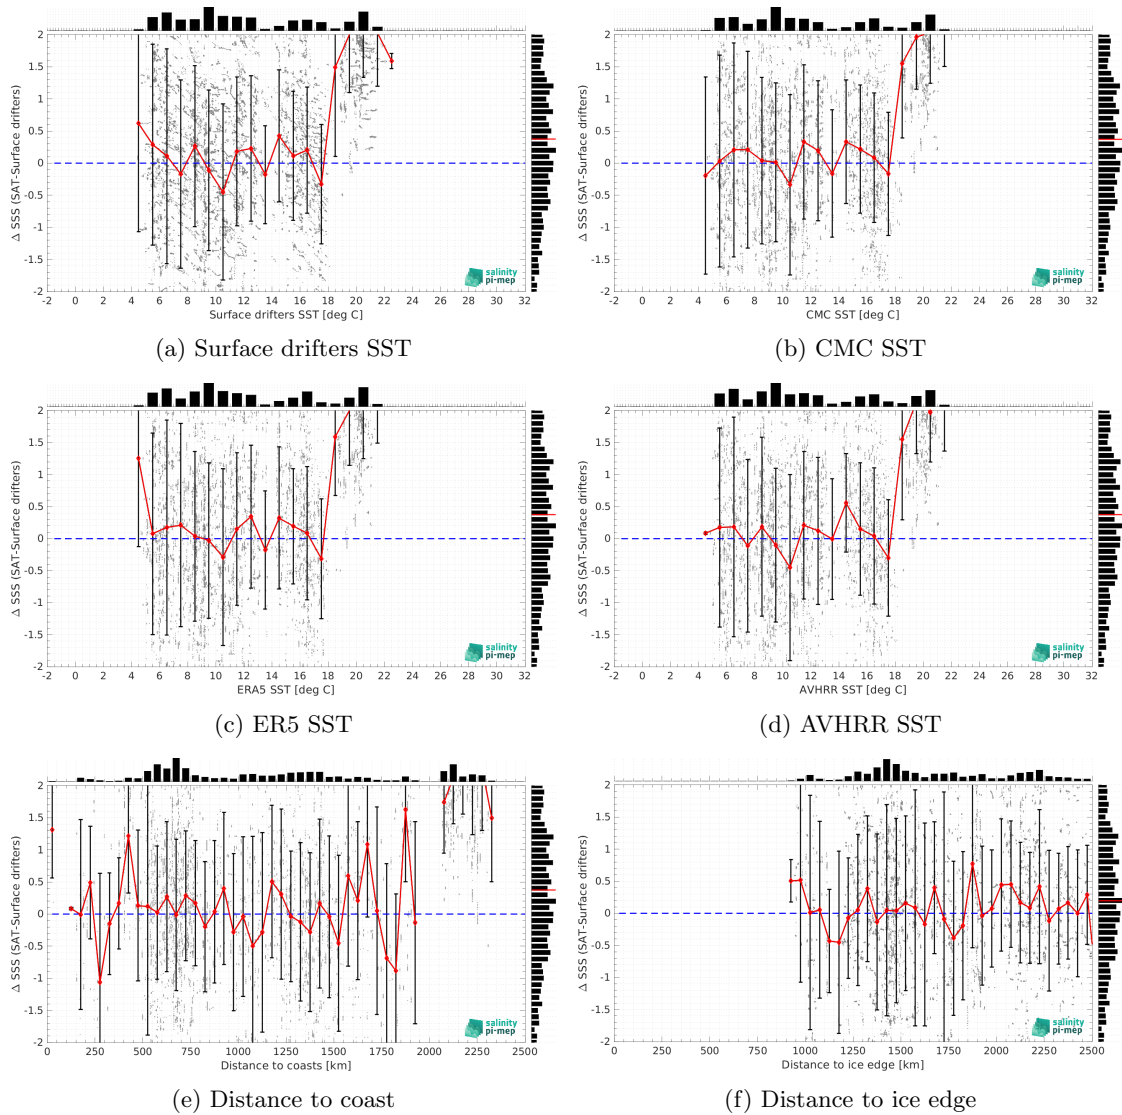 2
1.5
1
0.5
0
-0.5
-1
-1.5
-2
Δ SSS (SAT-Surface drifters)
-2 0 2 4 6 8 10 12 14 16 18 20 22 24 26 28 30 32
Surface drifters SST [deg C]
salinity
pi-mep
(a) Surface drifters SST
2
1.5
1
0.5
0
-0.5
-1
-1.5
-2
Δ SSS (SAT-Surface drifters)
-2 0 2 4 6 8 10 12 14 16 18 20 22 24 26 28 30 32
CMC SST [deg C]
salinity
pi-mep
(b) CMC SST
2
1.5
1
0.5
0
-0.5
-1
-1.5
-2
Δ SSS (SAT-Surface drifters)
-2 0 2 4 6 8 10 12 14 16 18 20 22 24 26 28 30 32
ERA5 SST [deg C]
salinity
pi-mep
(c) ER5 SST
2
1.5
1
0.5
0
-0.5
-1
-1.5
-2
Δ SSS (SAT-Surface drifters)
-2 0 2 4 6 8 10 12 14 16 18 20 22 24 26 28 30 32
AVHRR SST [deg C]
salinity
pi-mep
(d) AVHRR SST
2
1.5
1
0.5
0
-0.5
-1
-1.5
-2
Δ SSS (SAT-Surface drifters)
0 250 500 750 1000 1250 1500 1750 2000 2250 2500
Distance to coasts [km]
salinity
pi-mep
(e) Distance to coast
2
1.5
1
0.5
0
-0.5
-1
-1.5
-2
Δ SSS (SAT-Surface drifters)
0 250 500 750 1000 1250 1500 1750 2000 2250 2500
Distance to ice edge [km]
salinity
pi-mep
(f) Distance to ice edge